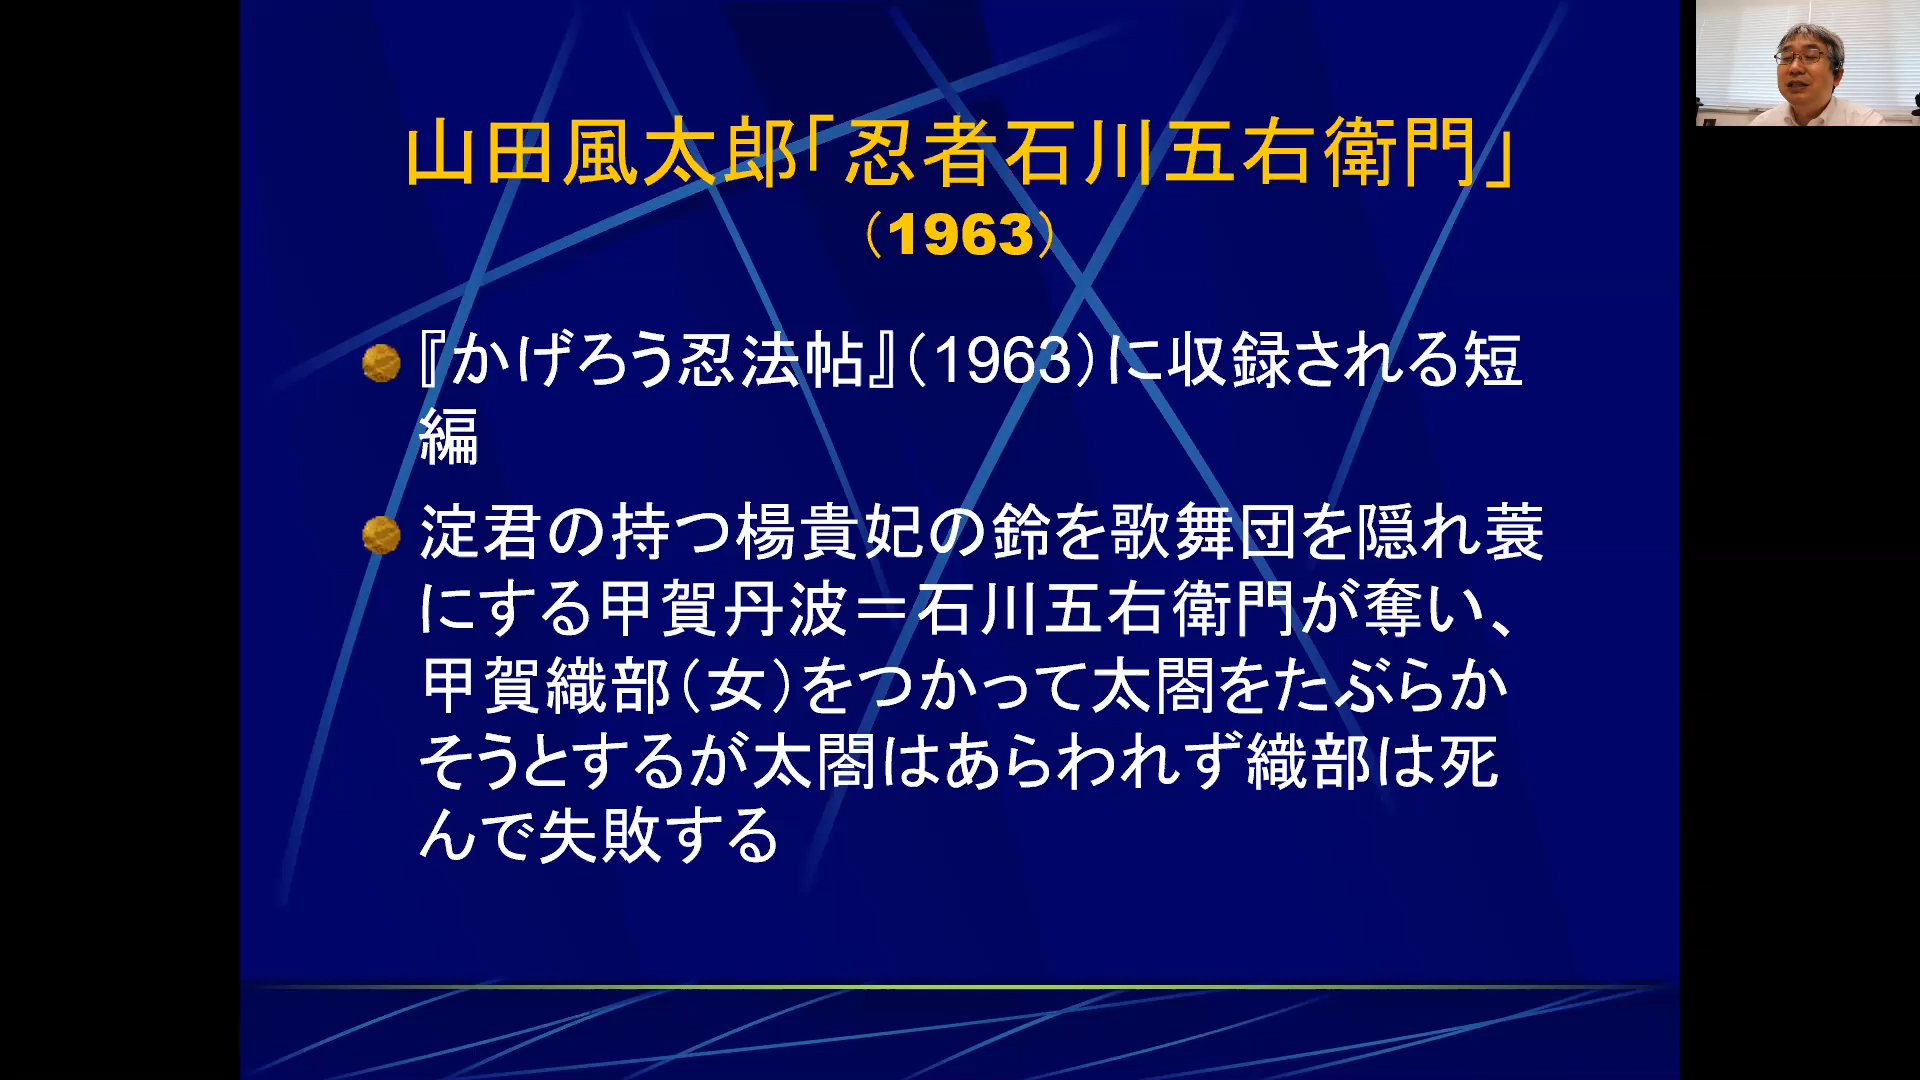 山田風太郎「忍者石川五右衛門」
（1963）
『かげろう忍法帖』（1963）に収録される短
編
淀君の持つ楊貴妃の鈴を歌舞団を隠れ蓑
にする甲賀丹波＝石川五右衛門が奪い、
甲賀織部（女）をつかって太閤をたぶらか
そうとするが太閤はあらわれず織部は死
んで失敗する